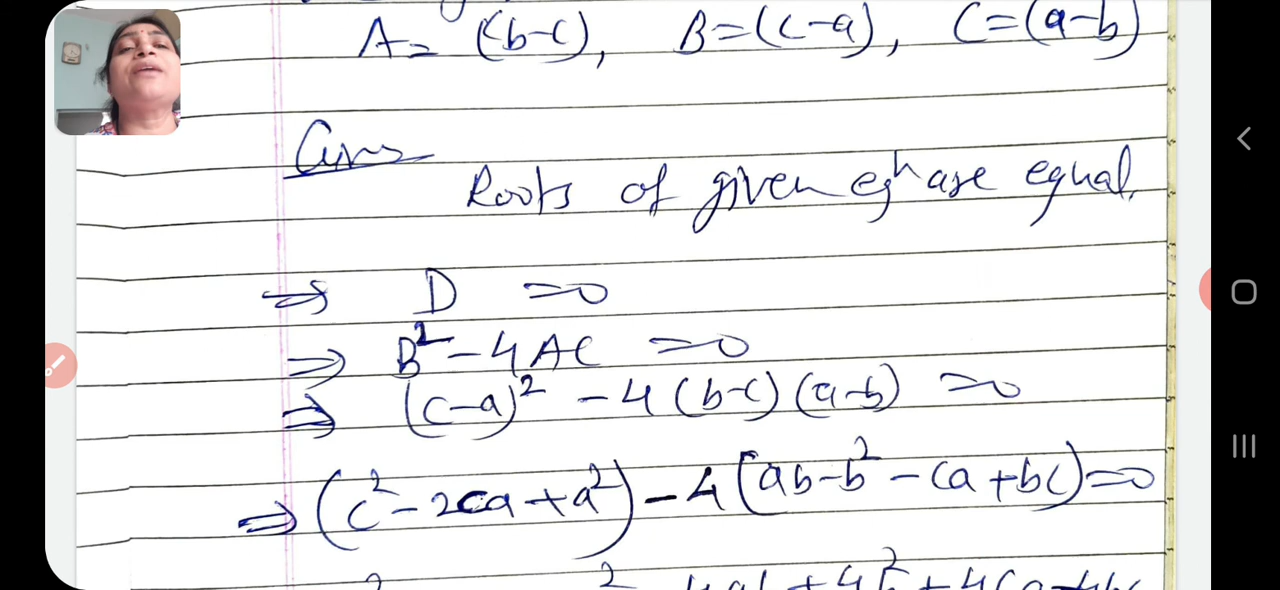 A = (b-c), B = (c-a), C = (a-b)
Given
Roots of given eqⁿ are equal.
⇒ D = 0
⇒ B² - 4AC = 0
⇒ (c-a)² - 4(b-c)(a-b) = 0
⇒ (c² - 2ca + a²) - 4(ab - b² - ca + bc) = 0